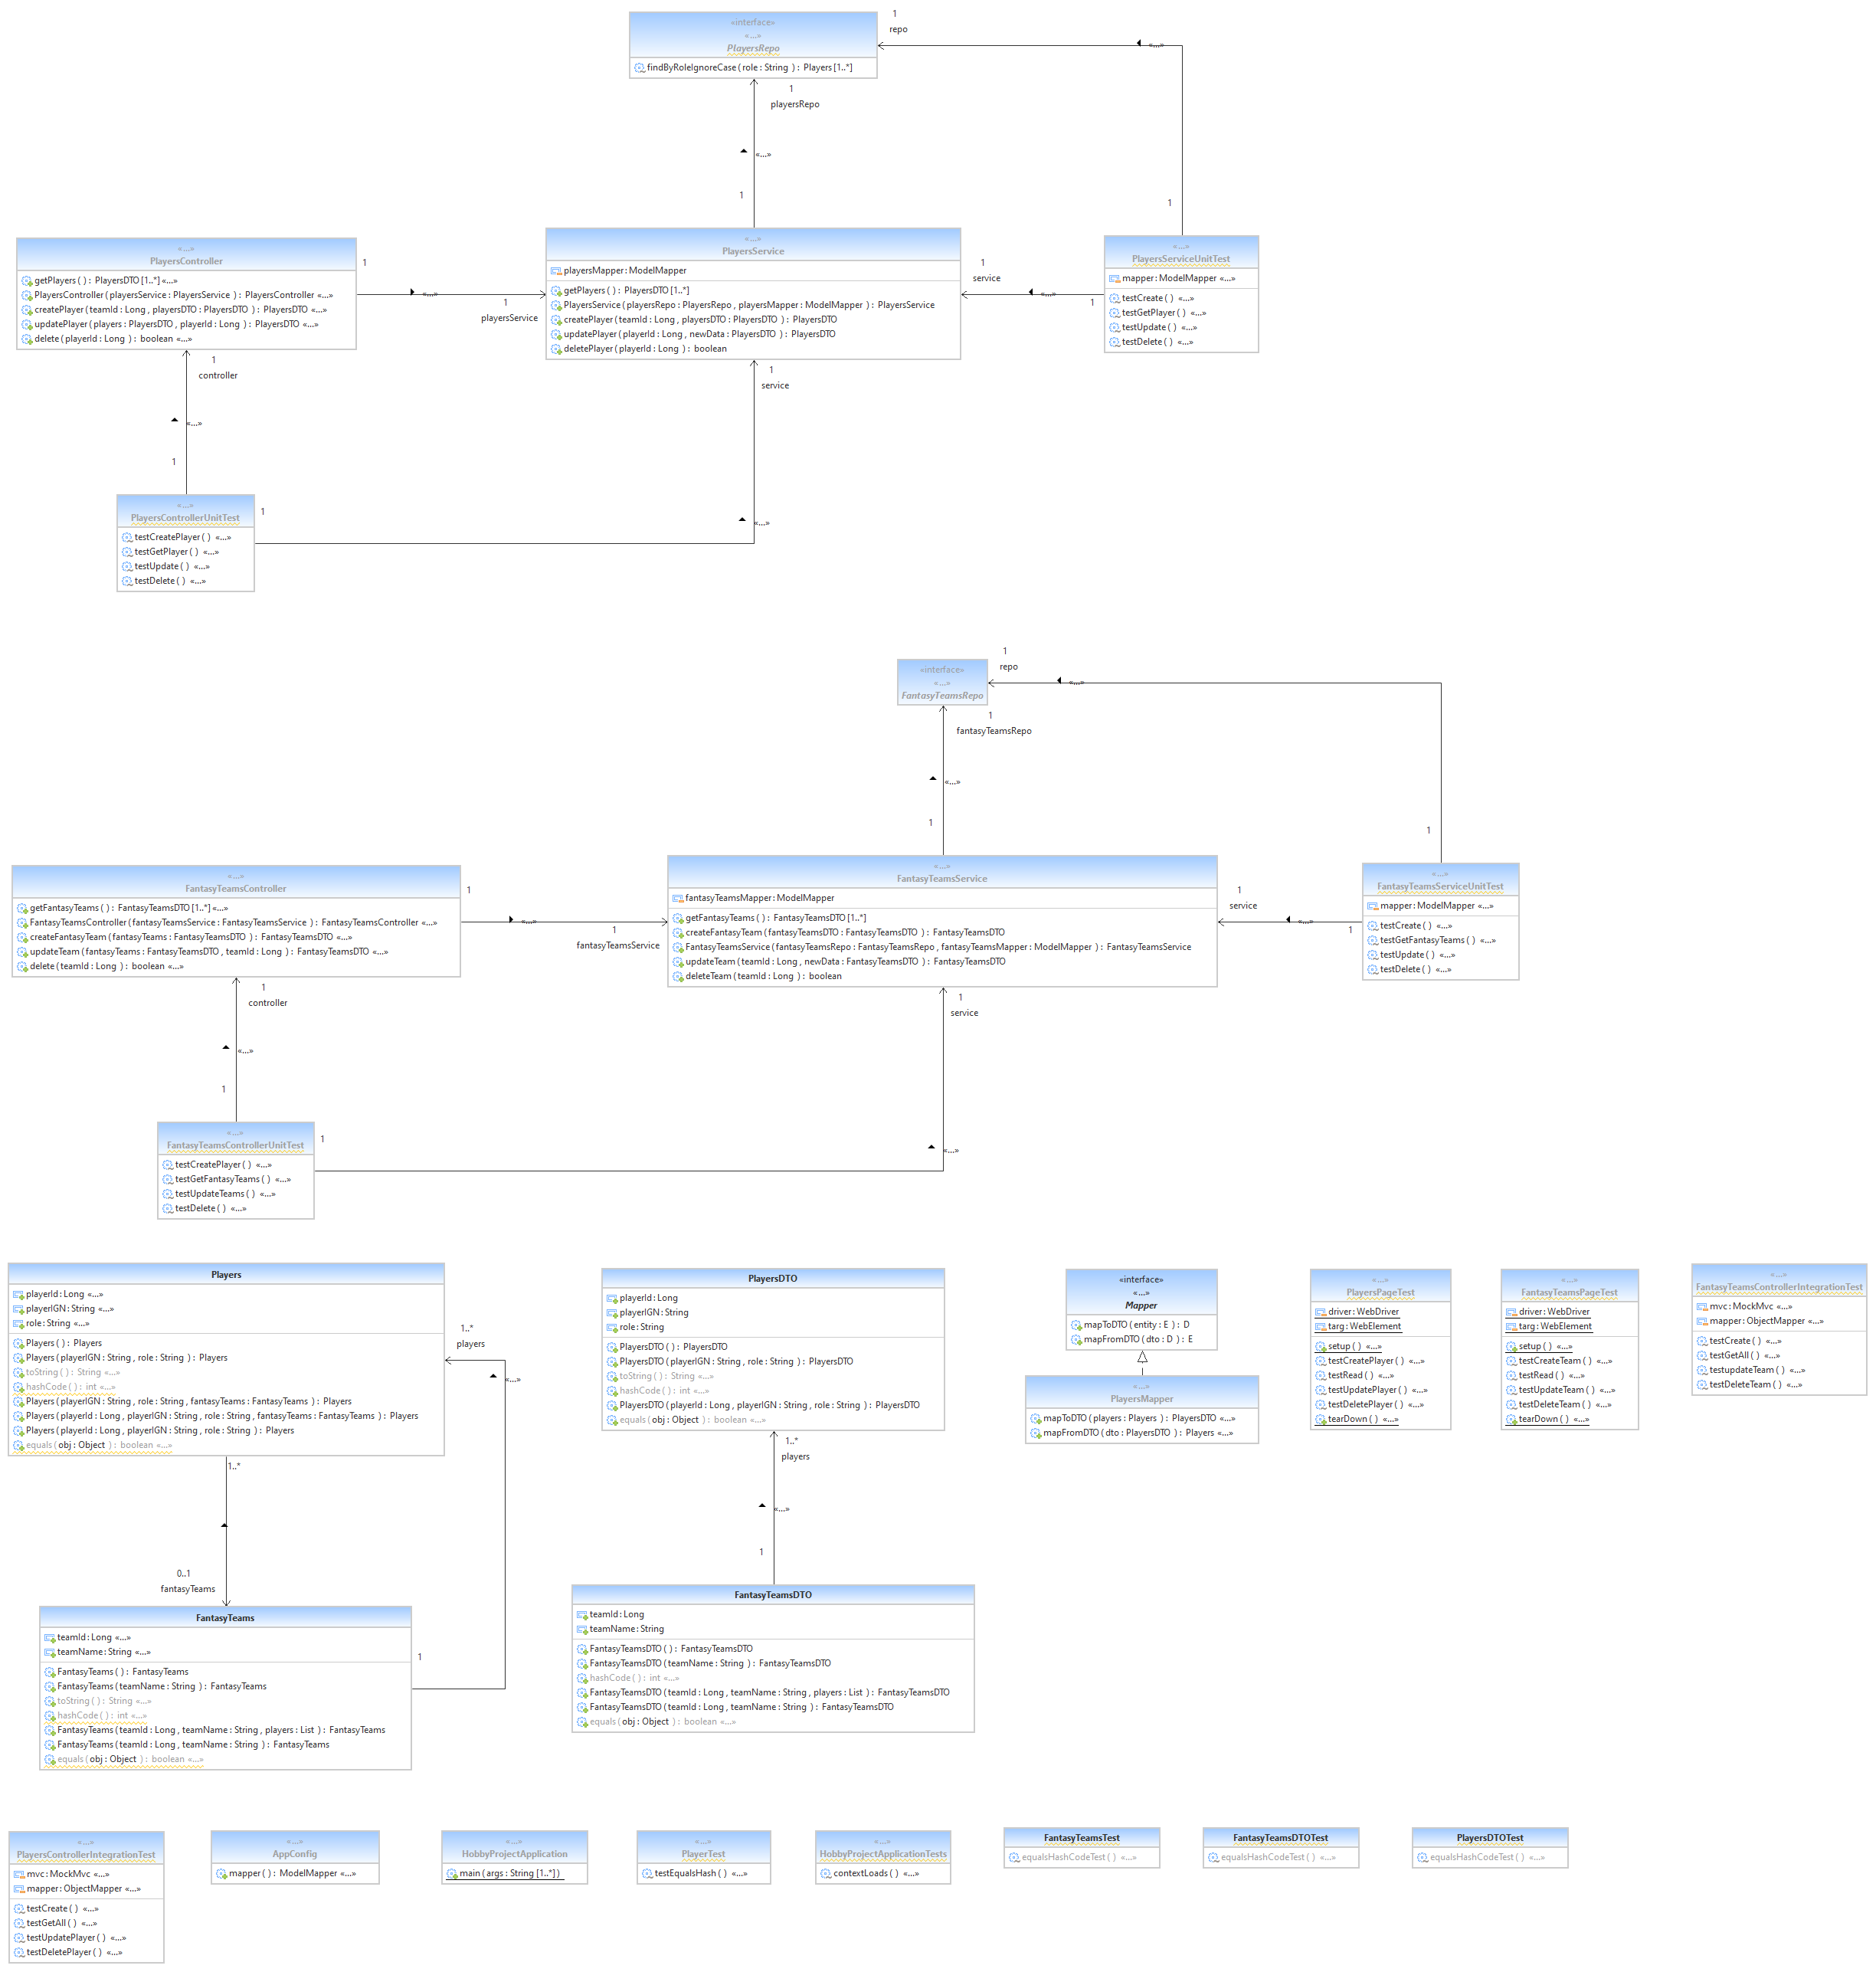 «interface»
«...»
PlayersRepo
findByRoleIgnoreCase ( role : String ) : Players [1..*]
1
repo
«...»
1
playersRepo
«...»
1
1
«...»
PlayersController
getPlayers ( ) : PlayersDTO [1..*] «...»
PlayersController ( playersService : PlayersService ) : PlayersController «...»
createPlayer ( teamId : Long , playersDTO : PlayersDTO ) : PlayersDTO «...»
updatePlayer ( players : PlayersDTO , playerId : Long ) : PlayersDTO «...»
delete ( playerId : Long ) : boolean «...»
1
«...»
1
playersService
«...»
PlayersService
playersMapper : ModelMapper
getPlayers ( ) : PlayersDTO [1..*]
PlayersService ( playersRepo : PlayersRepo , playersMapper : ModelMapper ) : PlayersService
createPlayer ( teamId : Long , playersDTO : PlayersDTO ) : PlayersDTO
updatePlayer ( playerId : Long , newData : PlayersDTO ) : PlayersDTO
deletePlayer ( playerId : Long ) : boolean
1
service
«...»
1
«...»
PlayersServiceUnitTest
mapper : ModelMapper «...»
testCreate ( ) «...»
testGetPlayer ( ) «...»
testUpdate ( ) «...»
testDelete ( ) «...»
1
controller
«...»
1
1
service
«...»
«...»
PlayersControllerUnitTest
testCreatePlayer ( ) «...»
testGetPlayer ( ) «...»
testUpdate ( ) «...»
testDelete ( ) «...»
1
«interface»
«...»
FantasyTeamsRepo
1
repo
«...»
1
fantasyTeamsRepo
«...»
1
1
«...»
FantasyTeamsController
getFantasyTeams ( ) : FantasyTeamsDTO [1..*] «...»
FantasyTeamsController ( fantasyTeamsService : FantasyTeamsService ) : FantasyTeamsController «...»
createFantasyTeam ( fantasyTeams : FantasyTeamsDTO ) : FantasyTeamsDTO «...»
updateTeam ( fantasyTeams : FantasyTeamsDTO , teamId : Long ) : FantasyTeamsDTO «...»
delete ( teamId : Long ) : boolean «...»
1
«...»
1
fantasyTeamsService
«...»
FantasyTeamsService
fantasyTeamsMapper : ModelMapper
getFantasyTeams ( ) : FantasyTeamsDTO [1..*]
createFantasyTeam ( fantasyTeamsDTO : FantasyTeamsDTO ) : FantasyTeamsDTO
FantasyTeamsService ( fantasyTeamsRepo : FantasyTeamsRepo , fantasyTeamsMapper : ModelMapper ) : FantasyTeamsService
updateTeam ( teamId : Long , newData : FantasyTeamsDTO ) : FantasyTeamsDTO
deleteTeam ( teamId : Long ) : boolean
1
service
«...»
1
«...»
FantasyTeamsServiceUnitTest
mapper : ModelMapper «...»
testCreate ( ) «...»
testGetFantasyTeams ( ) «...»
testUpdate ( ) «...»
testDelete ( ) «...»
1
controller
«...»
1
1
service
«...»
«...»
FantasyTeamsControllerUnitTest
testCreatePlayer ( ) «...»
testGetFantasyTeams ( ) «...»
testUpdateTeams ( ) «...»
testDelete ( ) «...»
1
Players
playerId : Long «...»
playerIGN : String «...»
role : String «...»
Players ( ) : Players
Players ( playerIGN : String , role : String ) : Players
toString ( ) : String «...»
hashCode ( ) : int «...»
Players ( playerIGN : String , role : String , fantasyTeams : FantasyTeams ) : Players
Players ( playerId : Long , playerIGN : String , role : String , fantasyTeams : FantasyTeams ) : Players
Players ( playerId : Long , playerIGN : String , role : String ) : Players
equals ( obj : Object ) : boolean «...»
1..*
players
«...»
1..*
0..1
fantasyTeams
FantasyTeams
teamId : Long «...»
teamName : String «...»
FantasyTeams ( ) : FantasyTeams
FantasyTeams ( teamName : String ) : FantasyTeams
toString ( ) : String «...»
hashCode ( ) : int «...»
FantasyTeams ( teamId : Long , teamName : String , players : List ) : FantasyTeams
FantasyTeams ( teamId : Long , teamName : String ) : FantasyTeams
equals ( obj : Object ) : boolean «...»
1
PlayersDTO
playerId : Long
playerIGN : String
role : String
PlayersDTO ( ) : PlayersDTO
PlayersDTO ( playerIGN : String , role : String ) : PlayersDTO
toString ( ) : String «...»
hashCode ( ) : int «...»
PlayersDTO ( playerId : Long , playerIGN : String , role : String ) : PlayersDTO
equals ( obj : Object ) : boolean «...»
1..*
players
«...»
1
FantasyTeamsDTO
teamId : Long
teamName : String
FantasyTeamsDTO ( ) : FantasyTeamsDTO
FantasyTeamsDTO ( teamName : String ) : FantasyTeamsDTO
hashCode ( ) : int «...»
FantasyTeamsDTO ( teamId : Long , teamName : String , players : List ) : FantasyTeamsDTO
FantasyTeamsDTO ( teamId : Long , teamName : String ) : FantasyTeamsDTO
equals ( obj : Object ) : boolean «...»
«interface»
«...»
Mapper
mapToDTO ( entity : E ) : D
mapFromDTO ( dto : D ) : E
«...»
PlayersMapper
mapToDTO ( players : Players ) : PlayersDTO «...»
mapFromDTO ( dto : PlayersDTO ) : Players «...»
«...»
PlayersPageTest
driver : WebDriver
targ : WebElement
setup ( ) «...»
testCreatePlayer ( ) «...»
testRead ( ) «...»
testUpdatePlayer ( ) «...»
testDeletePlayer ( ) «...»
tearDown ( ) «...»
«...»
FantasyTeamsPageTest
driver : WebDriver
targ : WebElement
setup ( ) «...»
testCreateTeam ( ) «...»
testRead ( ) «...»
testUpdateTeam ( ) «...»
testDeleteTeam ( ) «...»
tearDown ( ) «...»
«...»
FantasyTeamsControllerIntegrationTest
mvc : MockMvc «...»
mapper : ObjectMapper «...»
testCreate ( ) «...»
testGetAll ( ) «...»
testupdateTeam ( ) «...»
testDeleteTeam ( ) «...»
«...»
PlayersControllerIntegrationTest
mvc : MockMvc «...»
mapper : ObjectMapper «...»
testCreate ( ) «...»
testGetAll ( ) «...»
testUpdatePlayer ( ) «...»
testDeletePlayer ( ) «...»
«...»
AppConfig
mapper ( ) : ModelMapper «...»
«...»
HobbyProjectApplication
main ( args : String [1..*] )
«...»
PlayerTest
testEqualsHash ( ) «...»
«...»
HobbyProjectApplicationTests
contextLoads ( ) «...»
FantasyTeamsTest
equalsHashCodeTest ( ) «...»
FantasyTeamsDTOTest
equalsHashCodeTest ( ) «...»
PlayersDTOTest
equalsHashCodeTest ( ) «...»